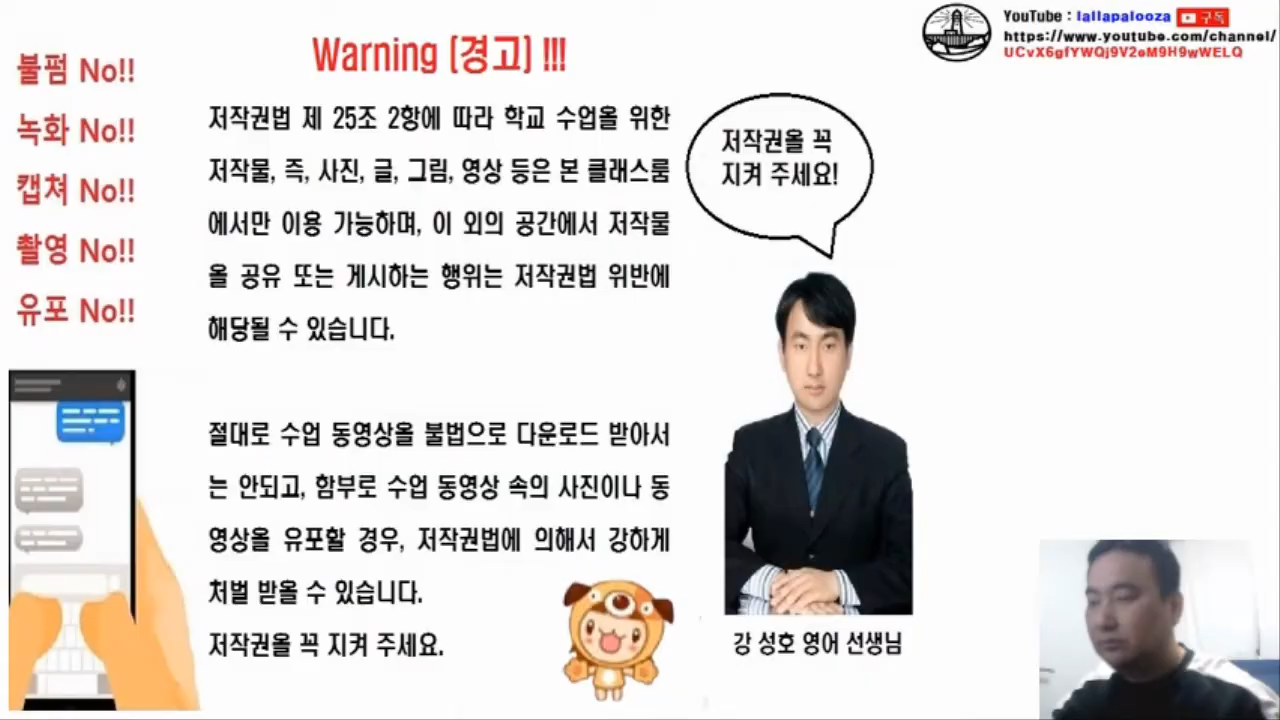 YouTube : lallapalooza 구독
https://www.youtube.com/channel/
UCvX6gfYWQj9V2eM9H9wWELQ
불펌 No!!
녹화 No!!
캡쳐 No!!
촬영 No!!
유포 No!!
Warning (경고) !!!
저작권법 제 25조 2항에 따라 학교 수업을 위한
저작물, 즉, 사진, 글, 그림, 영상 등은 본 클래스룸
에서만 이용 가능하며, 이 외의 공간에서 저작물
을 공유 또는 게시하는 행위는 저작권법 위반에
해당될 수 있습니다.
절대로 수업 동영상을 불법으로 다운로드 받아서
는 안되고, 함부로 수업 동영상 속의 사진이나 동
영상을 유포할 경우, 저작권법에 의해서 강하게
처벌 받을 수 있습니다.
저작권을 꼭 지켜 주세요.
저작권을 꼭
지켜 주세요!
강 성호 영어 선생님